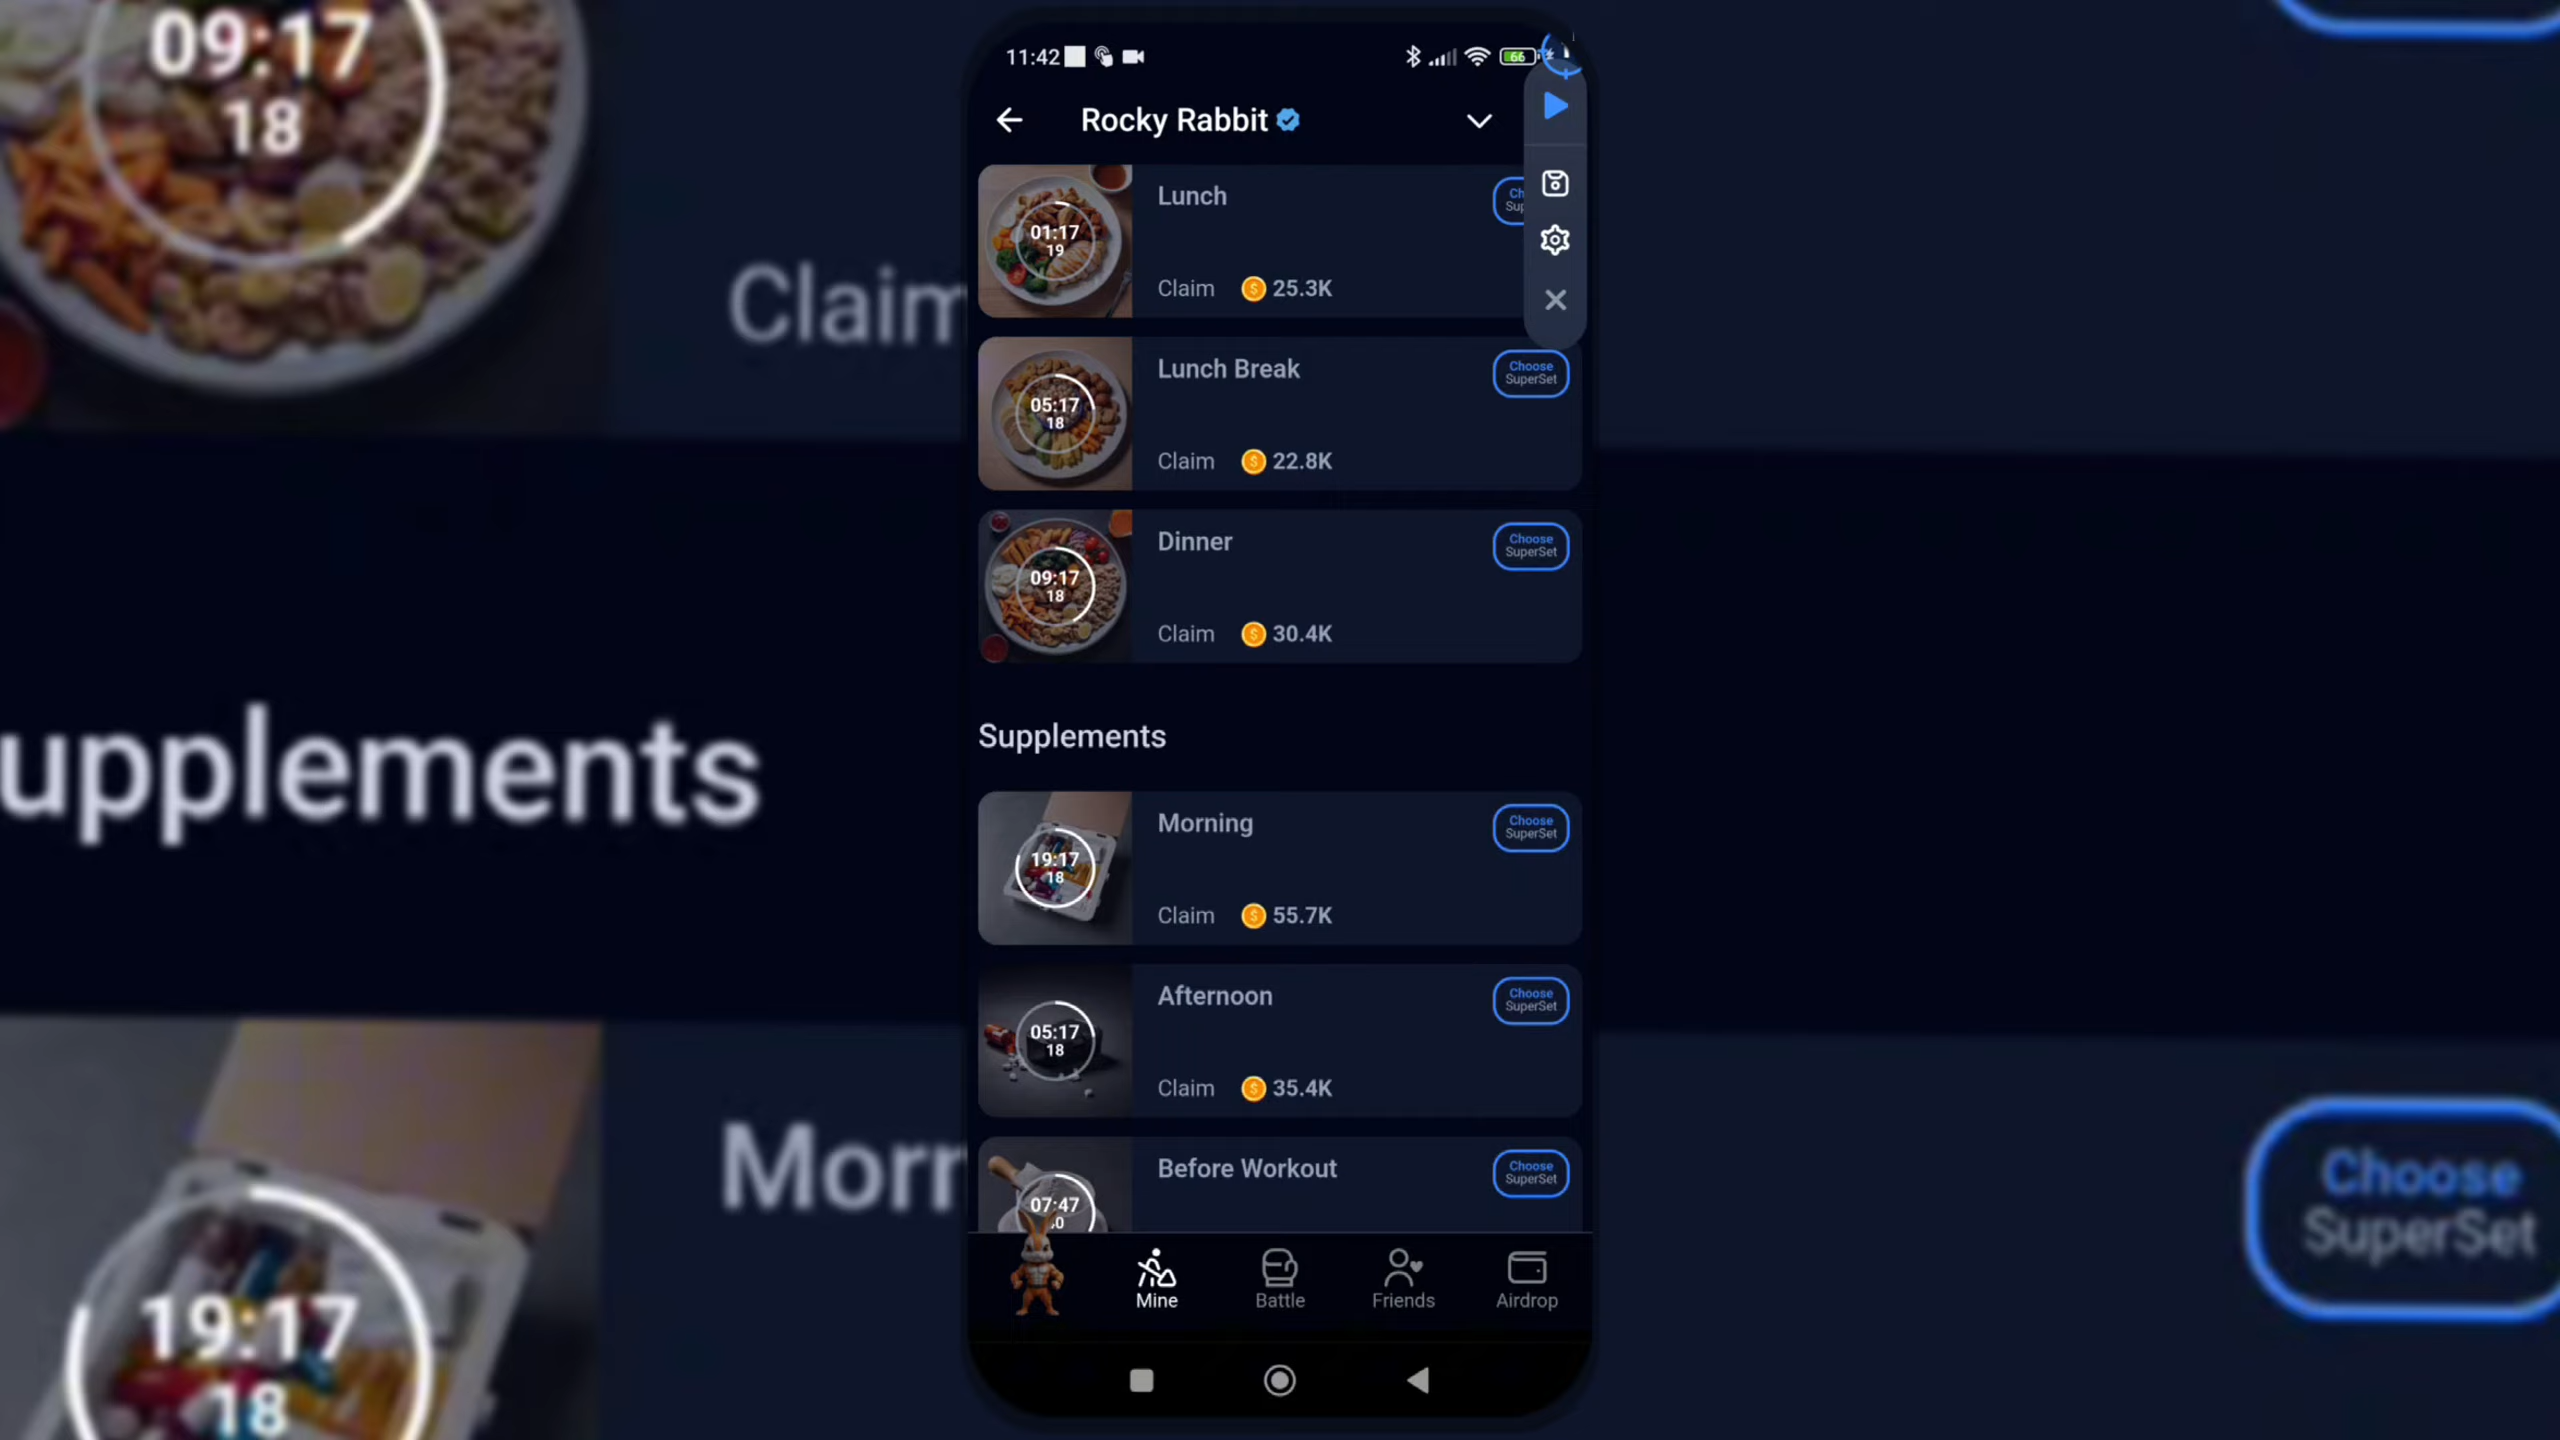 11:42
66
Rocky Rabbit
Lunch
01:17
19
Claim 25.3K
Lunch Break
Choose
SuperSet
05:17
18
Claim 22.8K
Dinner
Choose
SuperSet
09:17
18
Claim 30.4K
Supplements
Morning
Choose
SuperSet
19:17
18
Claim 55.7K
Afternoon
Choose
SuperSet
05:17
18
Claim 35.4K
Before Workout
Choose
SuperSet
07:47
Mine
Battle
Friends
Airdrop
09:17
18
Claim
upplements
Morn
Choose
SuperSet
19:17
18